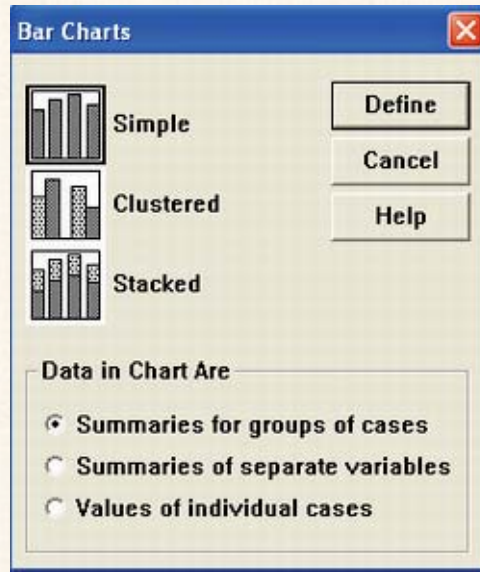 Bar Charts
Simple
Clustered
Stacked
Define
Cancel
Help
Data in Chart Are
Summaries for groups of cases
Summaries of separate variables
Values of individual cases